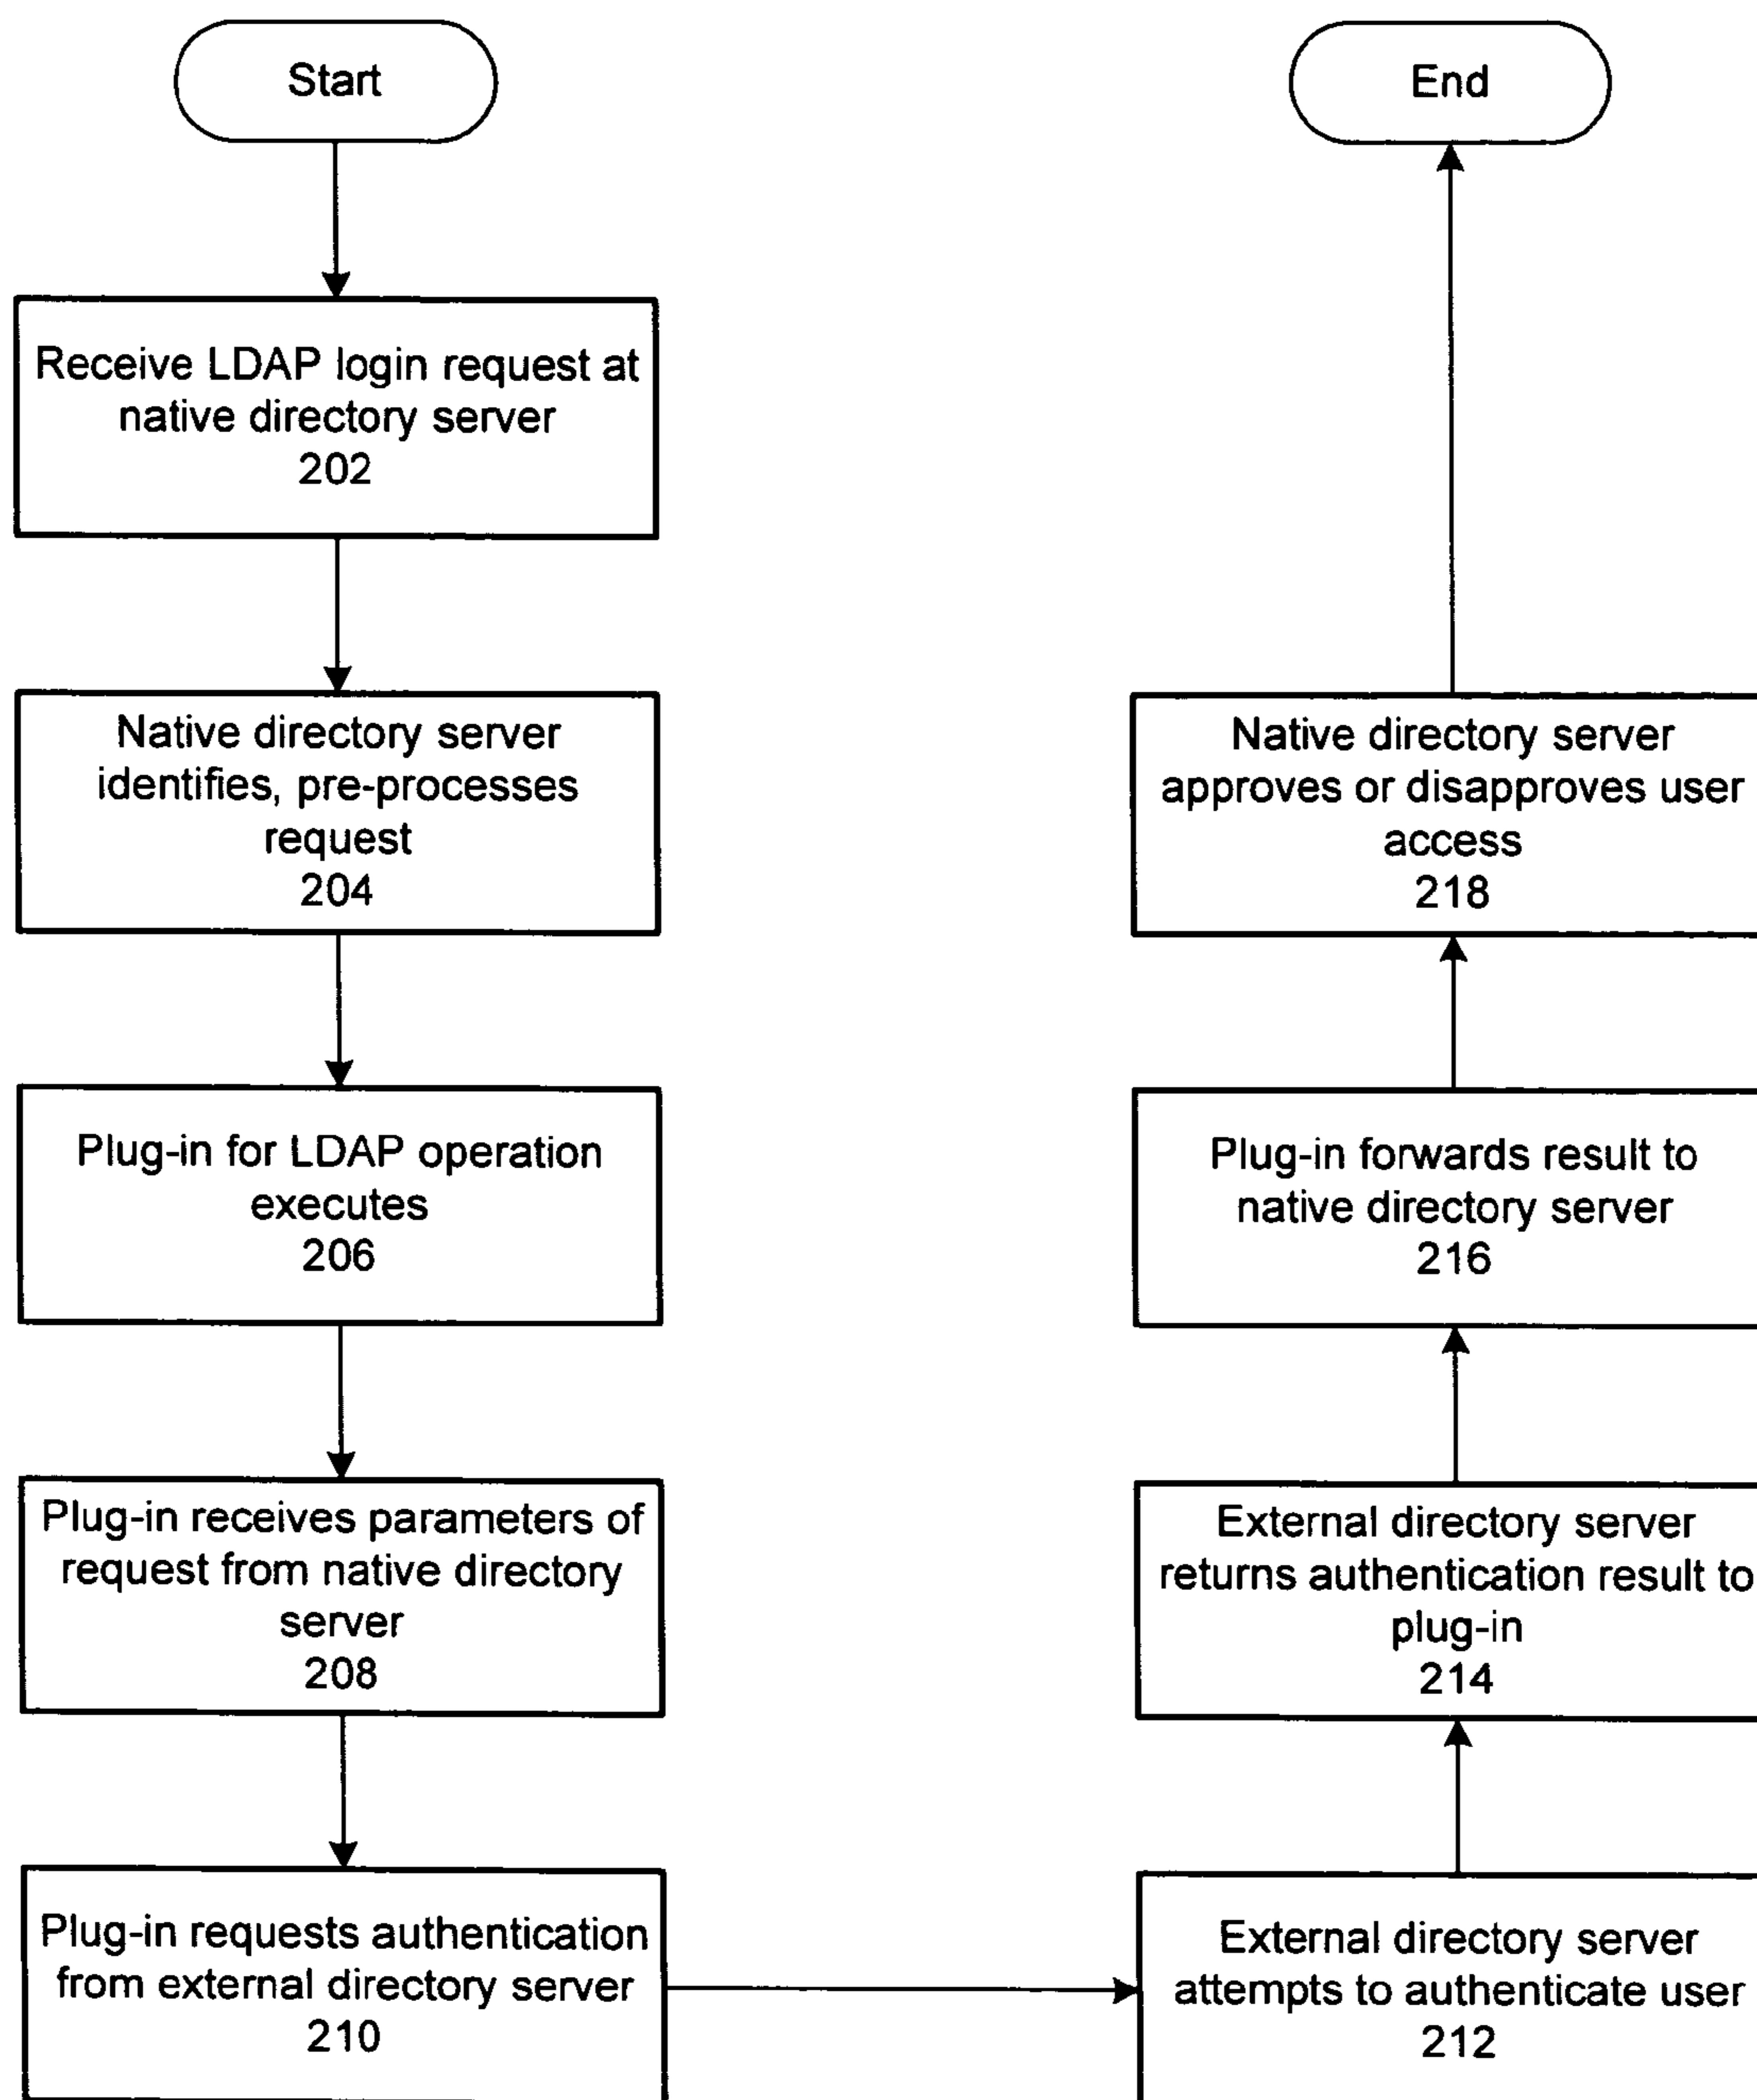 Start
Receive LDAP login request at
native directory server
202
Native directory server
identifies, pre-processes
request
204
Plug-in for LDAP operation
executes
206
Plug-in receives parameters of
request from native directory
server
208
Plug-in requests authentication
from external directory server
210
External directory server
attempts to authenticate user
212
External directory server
returns authentication result to
plug-in
214
Plug-in forwards result to
native directory server
216
Native directory server
approves or disapproves user
access
218
End